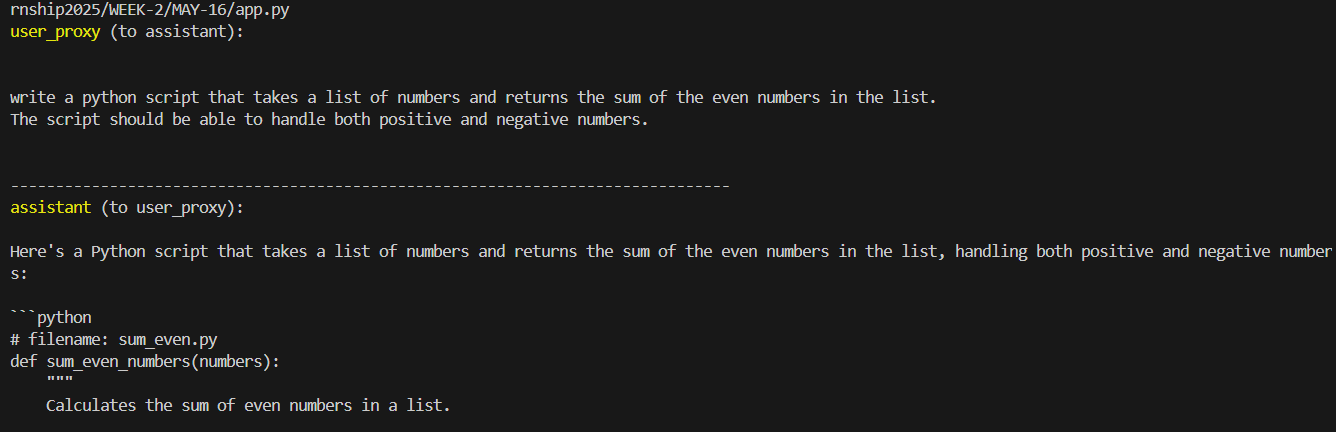 rnship2025/WEEK-2/MAY-16/app.py
user_proxy (to assistant):
write a python script that takes a list of numbers and returns the sum of the even numbers in the list.
The script should be able to handle both positive and negative numbers.
--------------------------------------------------------------------------------
assistant (to user_proxy):
Here's a Python script that takes a list of numbers and returns the sum of the even numbers in the list, handling both positive and negative number
s:
```python
# filename: sum_even.py
def sum_even_numbers(numbers):
    """
    Calculates the sum of even numbers in a list.